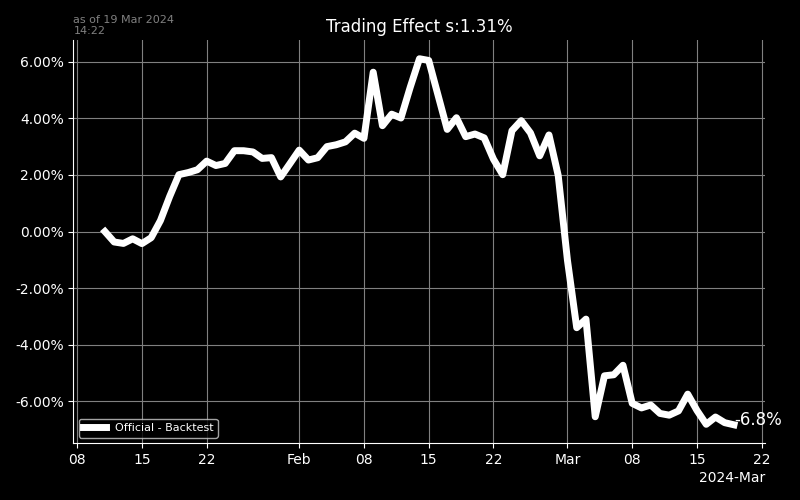 as of 19 Mar 2024
14:22
Trading Effect s:1.31%
6.00%
4.00%
2.00%
0.00%
-2.00%
-4.00%
-6.00%
-6.8%
Official - Backtest
08 15 22 Feb 08 15 22 Mar 08 15 22
2024-Mar